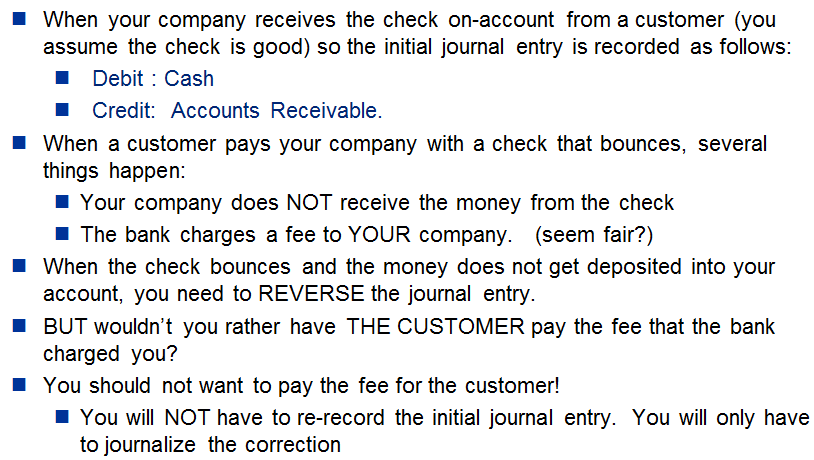 When your company receives the check on-account from a customer (you
assume the check is good) so the initial journal entry is recorded as follows:
Debit : Cash
Credit: Accounts Receivable.
When a customer pays your company with a check that bounces, several
things happen:
Your company does NOT receive the money from the check
The bank charges a fee to YOUR company. (seem fair?)
When the check bounces and the money does not get deposited into your
account, you need to REVERSE the journal entry.
BUT wouldn't you rather have THE CUSTOMER pay the fee that the bank
charged you?
You should not want to pay the fee for the customer!
You will NOT have to re-record the initial journal entry. You will only have
to journalize the correction